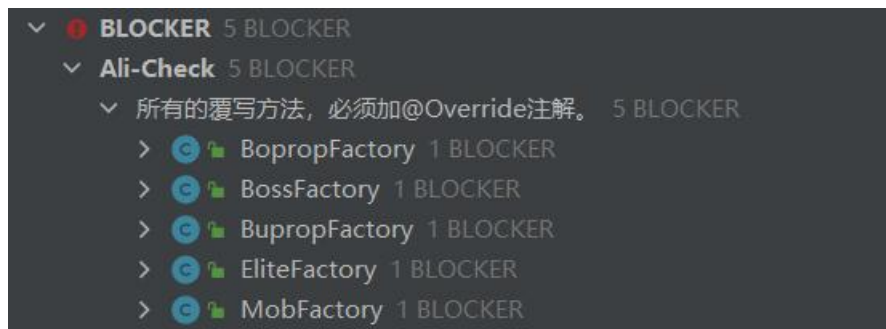 BLOCKER 5 BLOCKER
Ali-Check 5 BLOCKER
所有的覆写方法，必须加@Override注解。 5 BLOCKER
C BopropFactory 1 BLOCKER
C BossFactory 1 BLOCKER
C BupropFactory 1 BLOCKER
C EliteFactory 1 BLOCKER
C MobFactory 1 BLOCKER